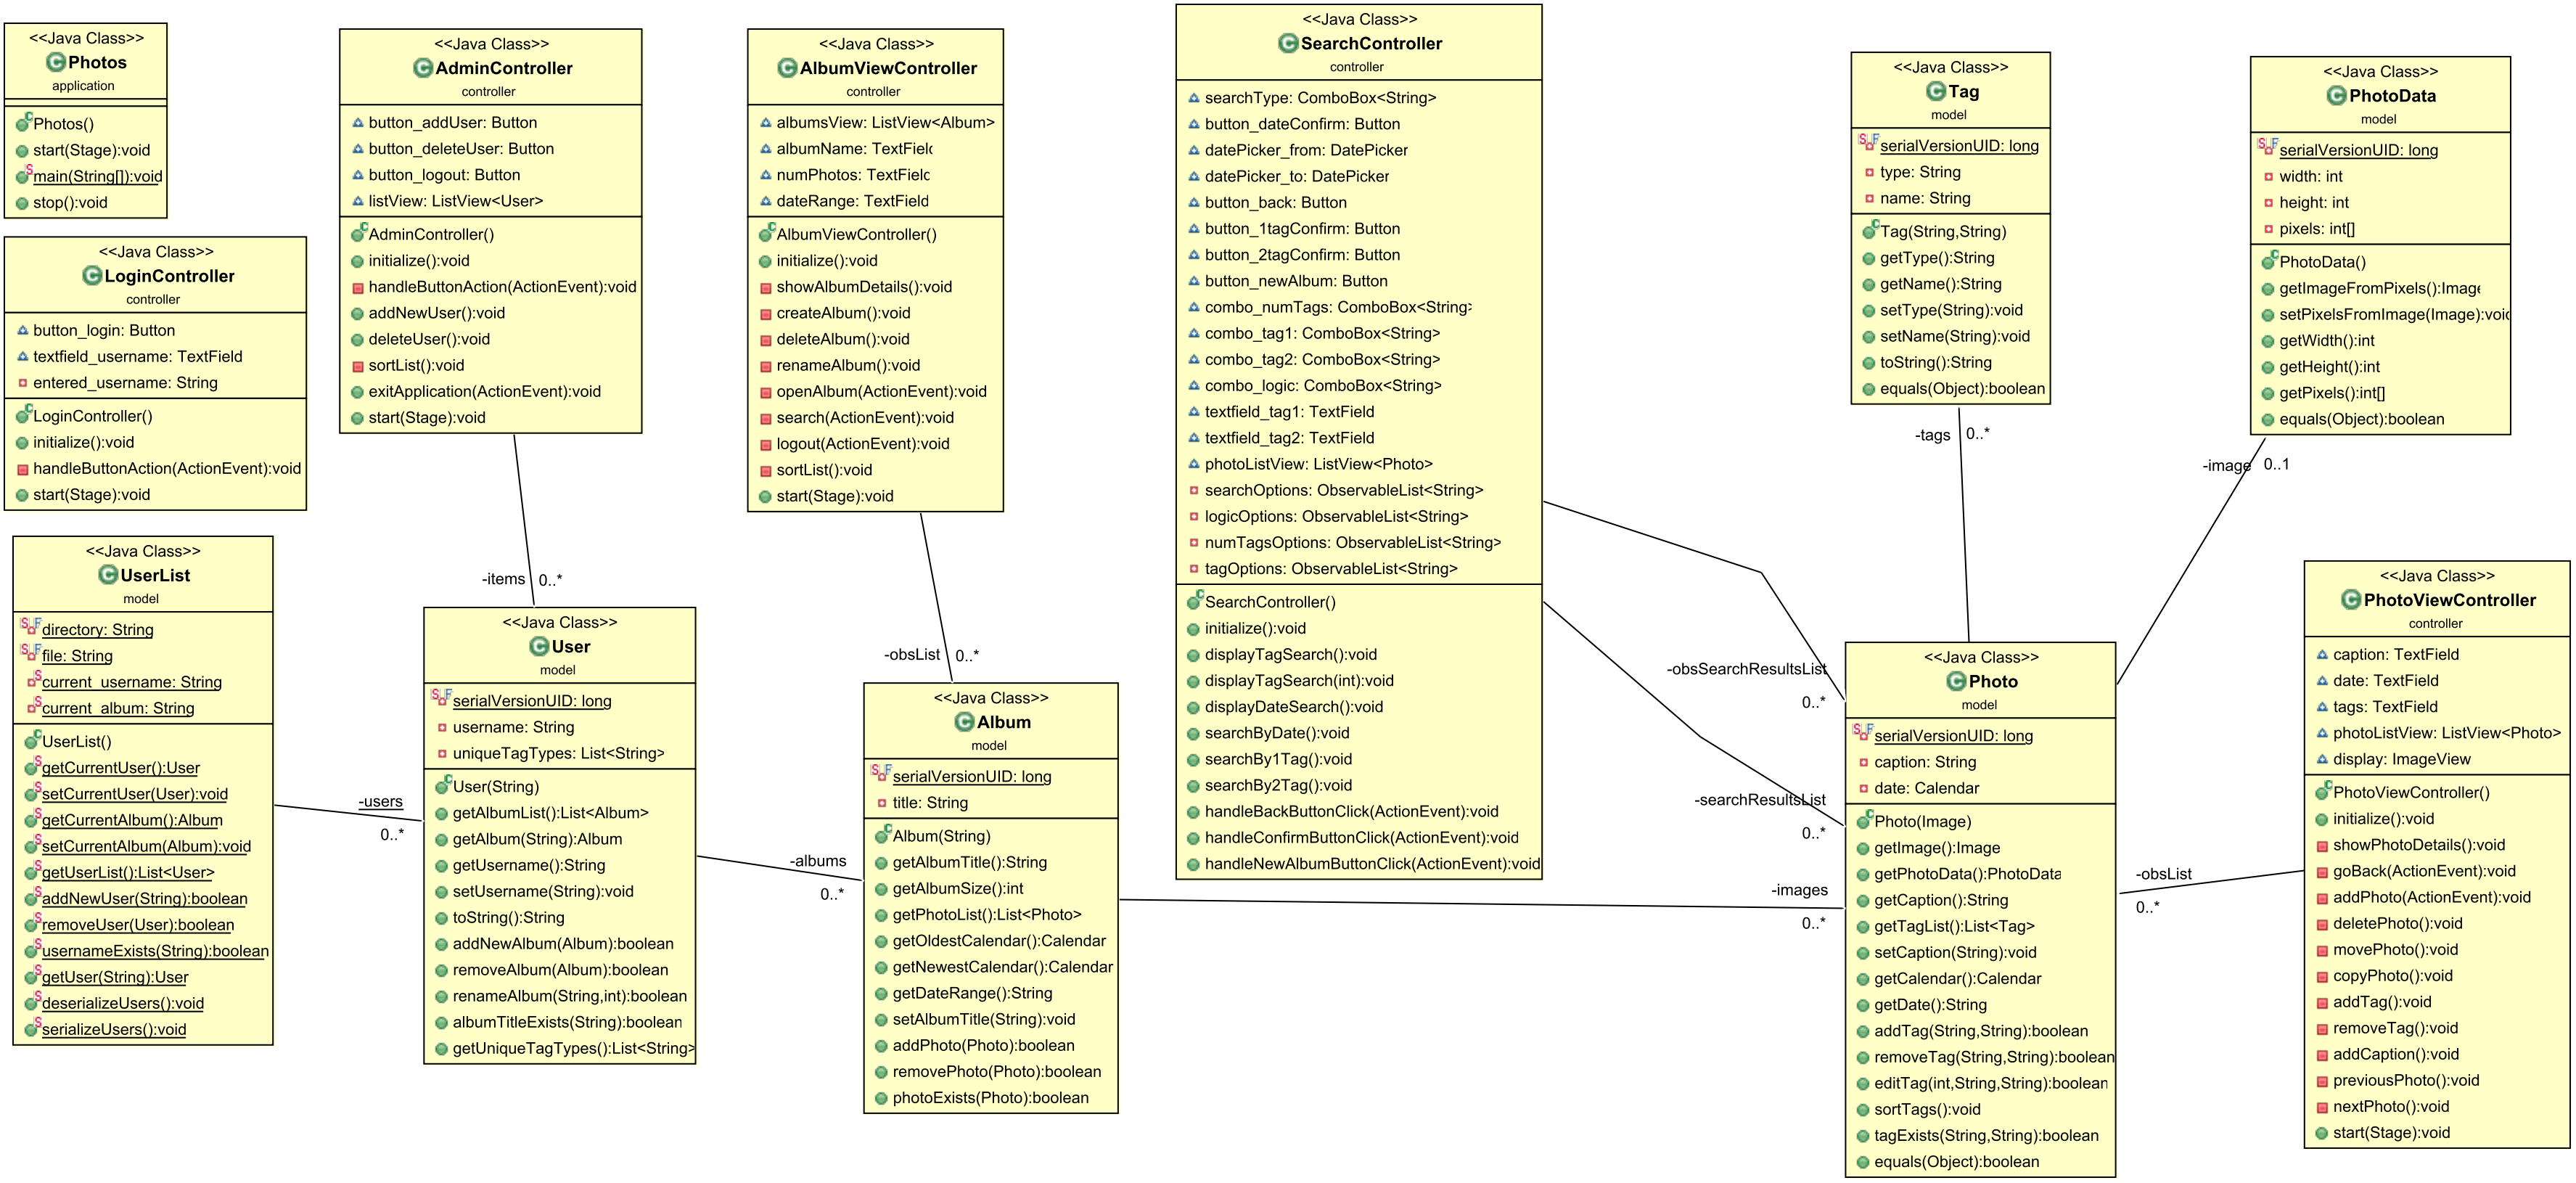 <<Java Class>>
Photos
application
Photos()
start(Stage):void
main(String[]):void
stop():void
<<Java Class>>
LoginController
controller
button_login: Button
textfield_username: TextField
entered_username: String
LoginController()
initialize():void
handleButtonAction(ActionEvent):void
start(Stage):void
<<Java Class>>
UserList
model
directory: String
file: String
current_username: String
current_album: String
UserList()
getCurrentUser():User
setCurrentUser(User):void
getCurrentAlbum():Album
setCurrentAlbum(Album):void
getUserList():List<User>
addNewUser(String):boolean
removeUser(User):boolean
usernameExists(String):boolean
getUser(String):User
deserializeUsers():void
serializeUsers():void
-users
0..*
<<Java Class>>
AdminController
controller
button_addUser: Button
button_deleteUser: Button
button_logout: Button
listView: ListView<User>
AdminController()
initialize():void
handleButtonAction(ActionEvent):void
addNewUser():void
deleteUser():void
sortList():void
exitApplication(ActionEvent):void
start(Stage):void
-items 0..*
<<Java Class>>
User
model
serialVersionUID: long
username: String
uniqueTagTypes: List<String>
User(String)
getAlbumList():List<Album>
getAlbum(String):Album
getUsername():String
setUsername(String):void
toString():String
addNewAlbum(Album):boolean
removeAlbum(Album):boolean
renameAlbum(String,int):boolean
albumTitleExists(String):boolean
getUniqueTagTypes():List<String>
-albums
0..*
<<Java Class>>
AlbumViewController
controller
albumsView: ListView<Album>
albumName: TextField
numPhotos: TextField
dateRange: TextField
AlbumViewController()
initialize():void
showAlbumDetails():void
createAlbum():void
deleteAlbum():void
renameAlbum():void
openAlbum(ActionEvent):void
search(ActionEvent):void
logout(ActionEvent):void
sortList():void
start(Stage):void
-obsList 0..*
<<Java Class>>
Album
model
serialVersionUID: long
title: String
Album(String)
getAlbumTitle():String
getAlbumSize():int
getPhotoList():List<Photo>
getOldestCalendar():Calendar
getNewestCalendar():Calendar
getDateRange():String
setAlbumTitle(String):void
addPhoto(Photo):boolean
removePhoto(Photo):boolean
photoExists(Photo):boolean
-images
0..*
<<Java Class>>
SearchController
controller
searchType: ComboBox<String>
button_dateConfirm: Button
datePicker_from: DatePicker
datePicker_to: DatePicker
button_back: Button
button_1tagConfirm: Button
button_2tagConfirm: Button
button_newAlbum: Button
combo_numTags: ComboBox<String>
combo_tag1: ComboBox<String>
combo_tag2: ComboBox<String>
combo_logic: ComboBox<String>
textfield_tag1: TextField
textfield_tag2: TextField
photoListView: ListView<Photo>
searchOptions: ObservableList<String>
logicOptions: ObservableList<String>
numTagsOptions: ObservableList<String>
tagOptions: ObservableList<String>
SearchController()
initialize():void
displayTagSearch():void
displayTagSearch(int):void
displayDateSearch():void
searchByDate():void
searchBy1Tag():void
searchBy2Tag():void
handleBackButtonClick(ActionEvent):void
handleConfirmButtonClick(ActionEvent):void
handleNewAlbumButtonClick(ActionEvent):void
-obsSearchResultsList
0..*
-searchResultsList
0..*
<<Java Class>>
Tag
model
serialVersionUID: long
type: String
name: String
Tag(String,String)
getType():String
getName():String
setType(String):void
setName(String):void
toString():String
equals(Object):boolean
-tags 0..*
<<Java Class>>
Photo
model
serialVersionUID: long
caption: String
date: Calendar
Photo(Image)
getImage():Image
getPhotoData():PhotoData
getCaption():String
getTagList():List<Tag>
setCaption(String):void
getCalendar():Calendar
getDate():String
addTag(String,String):boolean
removeTag(String,String):boolean
editTag(int,String,String):boolean
sortTags():void
tagExists(String,String):boolean
equals(Object):boolean
<<Java Class>>
PhotoData
model
serialVersionUID: long
width: int
height: int
pixels: int[]
PhotoData()
getImageFromPixels():Image
setPixelsFromImage(Image):void
getWidth():int
getHeight():int
getPixels():int[]
equals(Object):boolean
-image 0..1
<<Java Class>>
PhotoViewController
controller
caption: TextField
date: TextField
tags: TextField
photoListView: ListView<Photo>
display: ImageView
PhotoViewController()
initialize():void
showPhotoDetails():void
goBack(ActionEvent):void
addPhoto(ActionEvent):void
deletePhoto():void
movePhoto():void
copyPhoto():void
addTag():void
removeTag():void
addCaption():void
previousPhoto():void
nextPhoto():void
start(Stage):void
-obsList
0..*